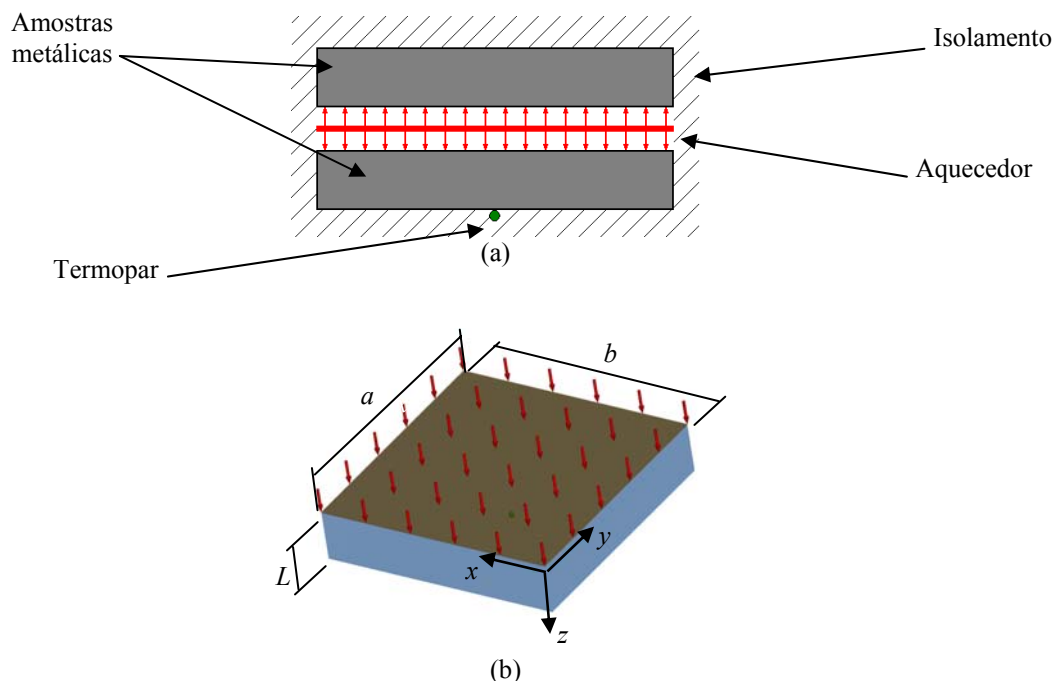 Amostras
metálicas
Isolamento
Aquecedor
(a)
Termopar
b
a
y
x
L
z
(b)